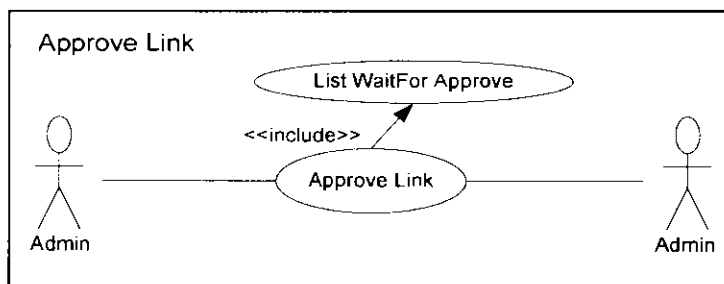 Approve Link
List WaitFor Approve
<<include>>
Approve Link
Admin
Admin